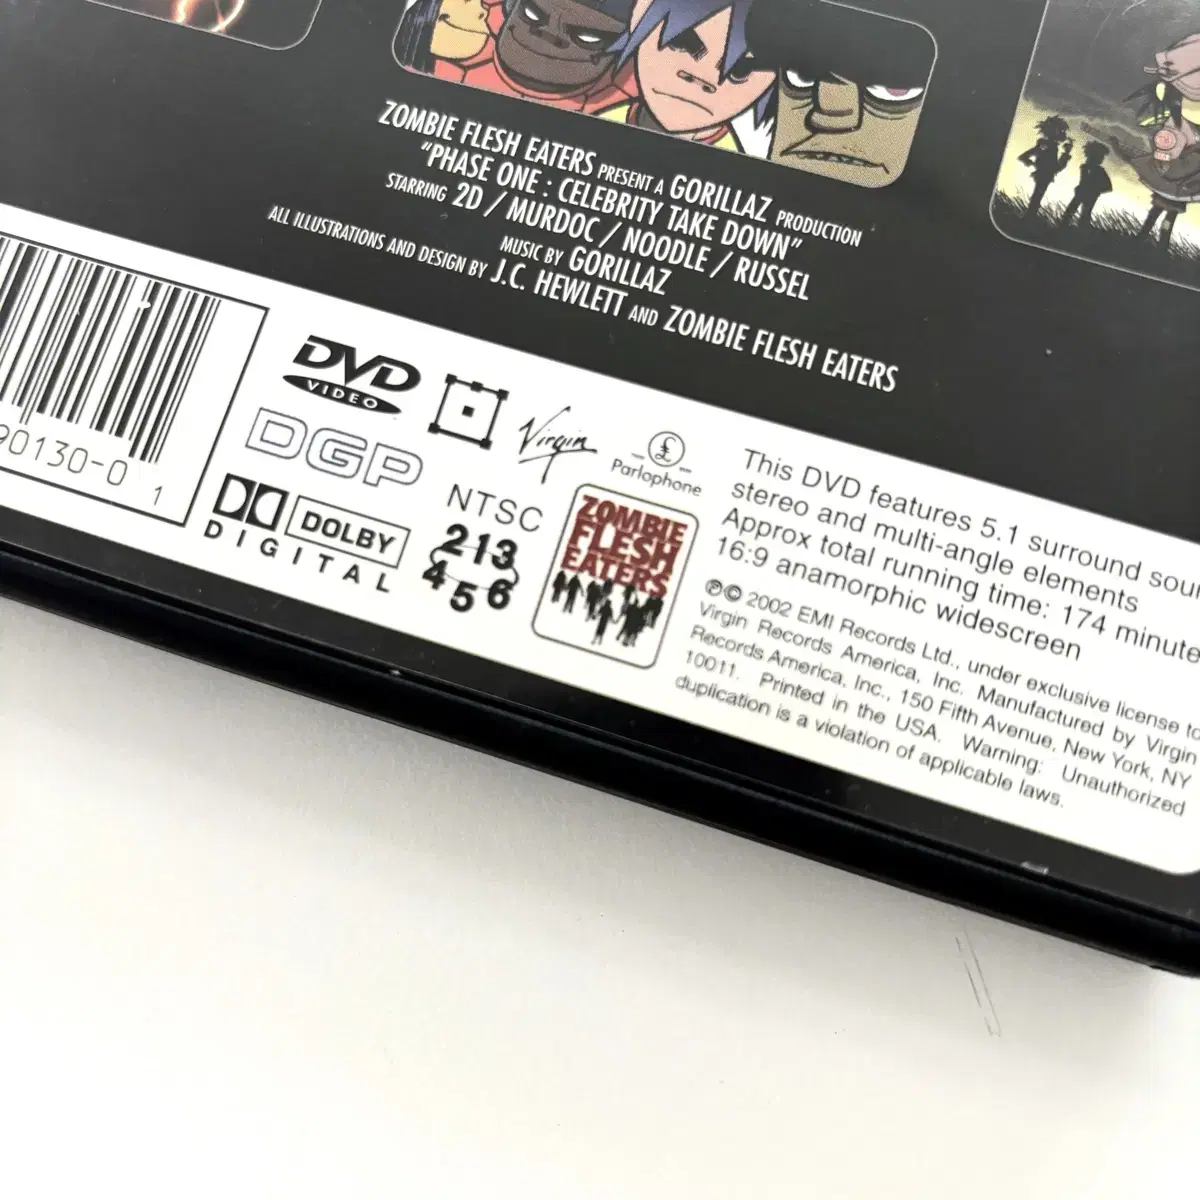 ZOMBIE FLESH EATERS PRESENT A GORILLAZ PRODUCTION
"PHASE ONE : CELEBRITY TAKE DOWN"
STARRING 2D / MURDOC / NOODLE / RUSSEL
MUSIC BY GORILLAZ
ALL ILLUSTRATIONS AND DESIGN BY J.C. HEWLETT AND ZOMBIE FLESH EATERS
90130-0 1
DVD
VIDEO
DGP
DOLBY
DIGITAL
Virgin
£
Parlophone
NTSC
213
4 5 6
ZOMBIE
FLESH
EATERS
This DVD features 5.1 surround soun
stereo and multi-angle elements
Approx total running time: 174 minute
16:9 anamorphic widescreen
℗© 2002 EMI Records Ltd., under exclusive license to
Virgin Records America, Inc. Manufactured by Virgin
Records America, Inc., 150 Fifth Avenue, New York, NY
10011. Printed in the USA. Warning: Unauthorized
duplication is a violation of applicable laws.